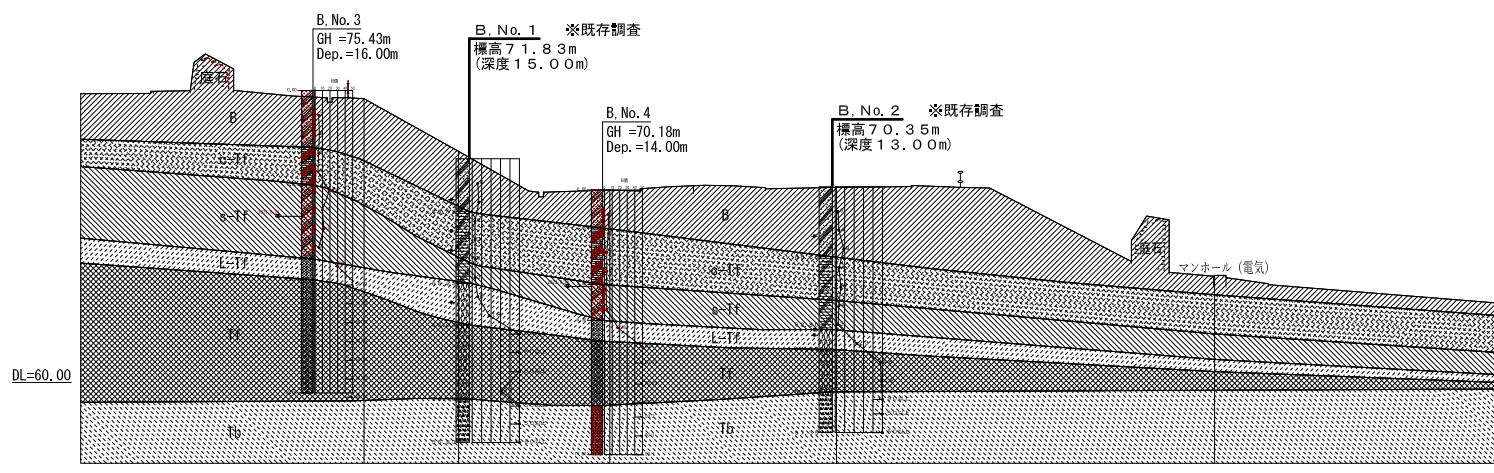 B, No. 3
GH =75.43m
Dep.=16.00m
B, No. 1 ※既存調査
標高71.83m
(深度15.00m)
B, No. 4
GH =70.18m
Dep.=14.00m
B, No. 2 ※既存調査
標高70.35m
(深度13.00m)
庭石
B
c-Tf
s-Tf
L-Tf
Tf
Tb
B
c-Tf
s-Tf
L-Tf
Tb
庭石
マンホール (電気)
DL=60.00